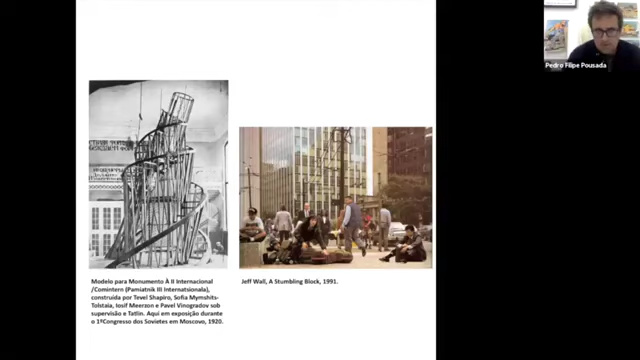 Pedro Filipe Pousada
Modelo para Monumento À II Internacional
/Comintern (Pamiatnik III Internatsionala),
construída por Tevel Shapiro, Sofia Mymshits-
Tolstaia, Iosif Meerzon e Pavel Vinogradov sob
supervisão e Tatlin. Aqui em exposição durante
o 1ºCongresso dos Sovietes em Moscovo, 1920.
Jeff Wall, A Stumbling Block, 1991.